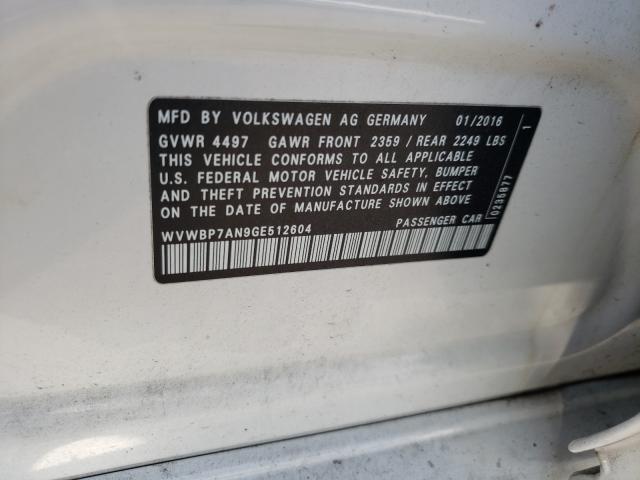 MFD BY VOLKSWAGEN AG GERMANY 01/2016
GVWR 4497 GAWR FRONT 2359 / REAR 2249 LBS
THIS VEHICLE CONFORMS TO ALL APPLICABLE
U.S. FEDERAL MOTOR VEHICLE SAFETY, BUMPER
AND THEFT PREVENTION STANDARDS IN EFFECT
ON THE DATE OF MANUFACTURE SHOWN ABOVE
WVWBP7AN9GE512604 PASSENGER CAR
0235877
1